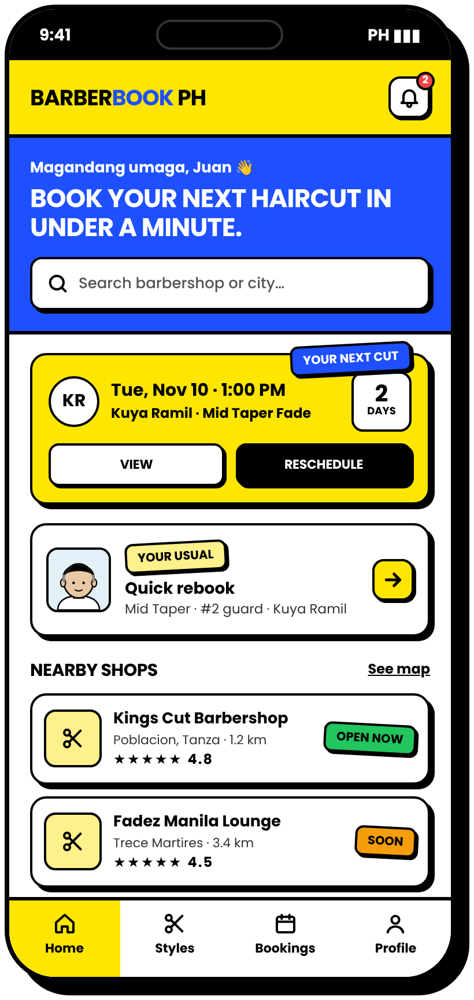 9:41
PH
BARBERBOOK PH
2
Magandang umaga, Juan 👋
BOOK YOUR NEXT HAIRCUT IN
UNDER A MINUTE.
Search barbershop or city...
YOUR NEXT CUT
KR
Tue, Nov 10 · 1:00 PM
Kuya Ramil · Mid Taper Fade
2
DAYS
VIEW
RESCHEDULE
YOUR USUAL
Quick rebook
Mid Taper · #2 guard · Kuya Ramil
NEARBY SHOPS
See map
Kings Cut Barbershop
Poblacion, Tanza · 1.2 km
★★★★★ 4.8
OPEN NOW
Fadez Manila Lounge
Trece Martires · 3.4 km
★★★★★ 4.5
SOON
Home
Styles
Bookings
Profile